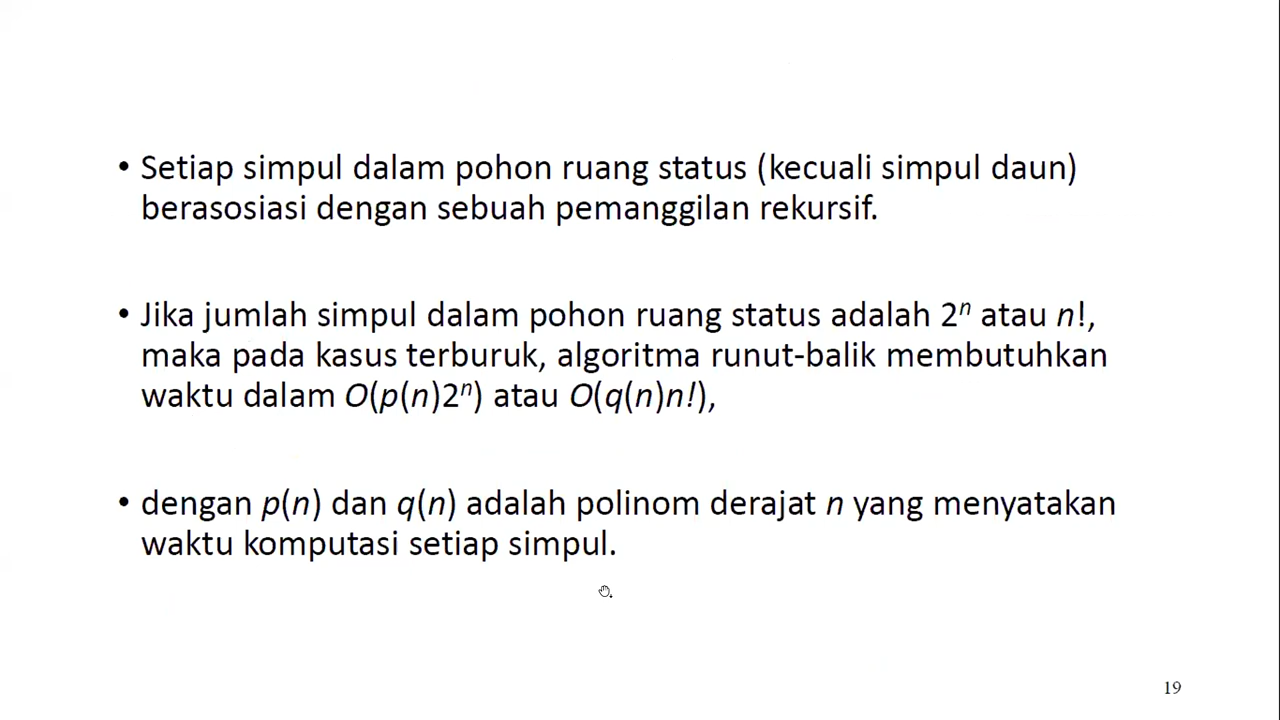 • Setiap simpul dalam pohon ruang status (kecuali simpul daun)
berasosiasi dengan sebuah pemanggilan rekursif.
• Jika jumlah simpul dalam pohon ruang status adalah 2ⁿ atau n!,
maka pada kasus terburuk, algoritma runut-balik membutuhkan
waktu dalam O(p(n)2ⁿ) atau O(q(n)n!),
• dengan p(n) dan q(n) adalah polinom derajat n yang menyatakan
waktu komputasi setiap simpul.
19